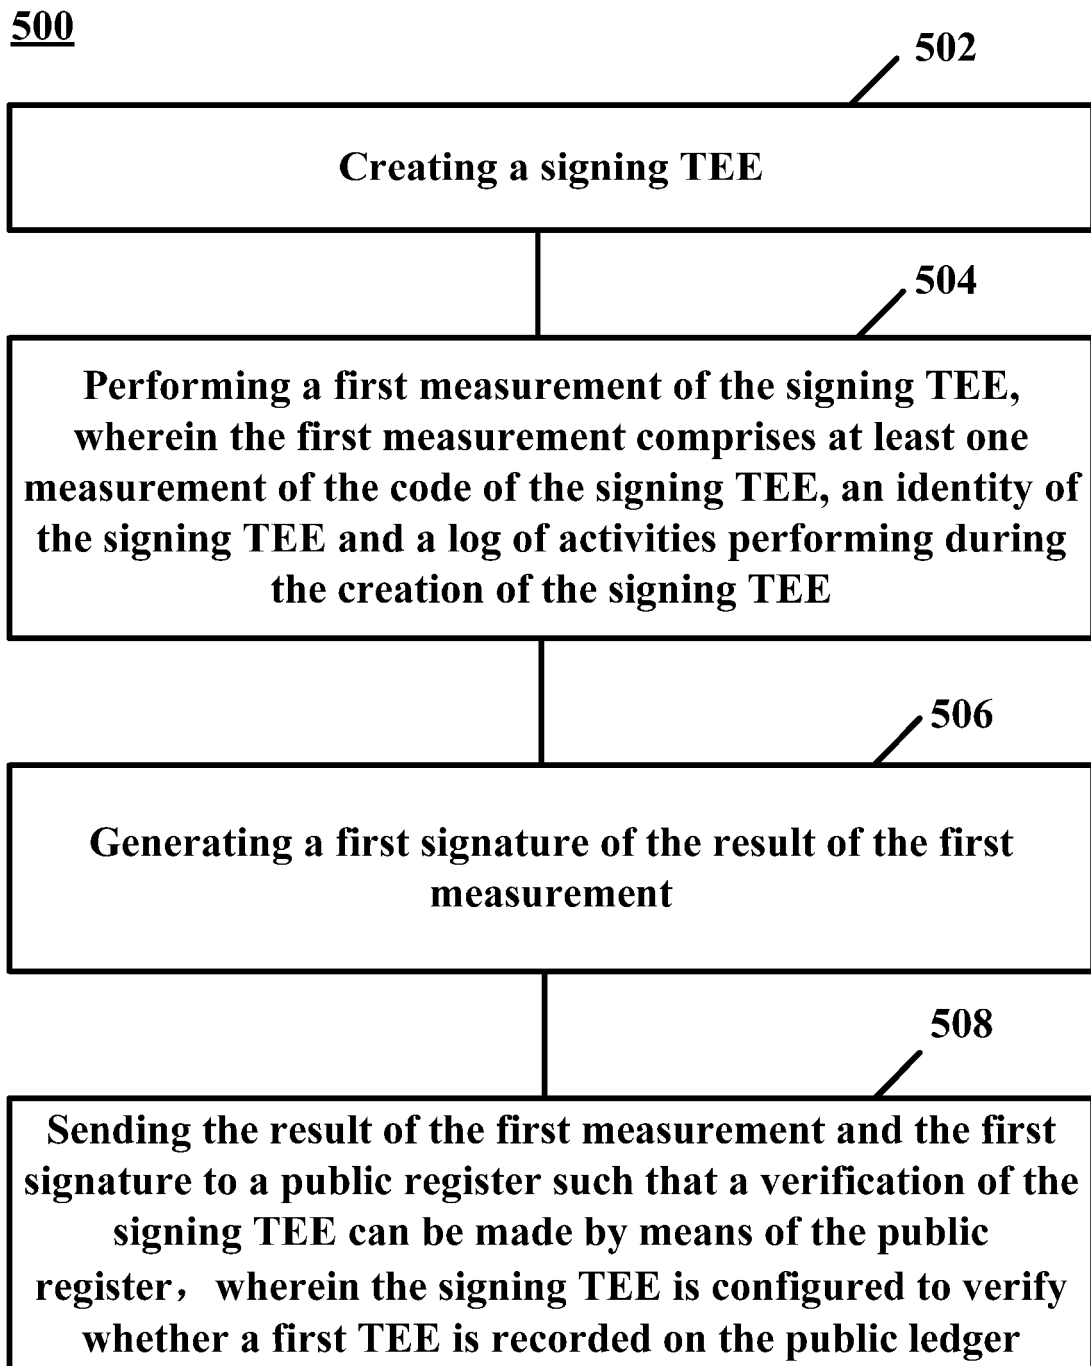 500
502
Creating a signing TEE
504
Performing a first measurement of the signing TEE,
wherein the first measurement comprises at least one
measurement of the code of the signing TEE, an identity of
the signing TEE and a log of activities performing during
the creation of the signing TEE
506
Generating a first signature of the result of the first
measurement
508
Sending the result of the first measurement and the first
signature to a public register such that a verification of the
signing TEE can be made by means of the public
register，wherein the signing TEE is configured to verify
whether a first TEE is recorded on the public ledger